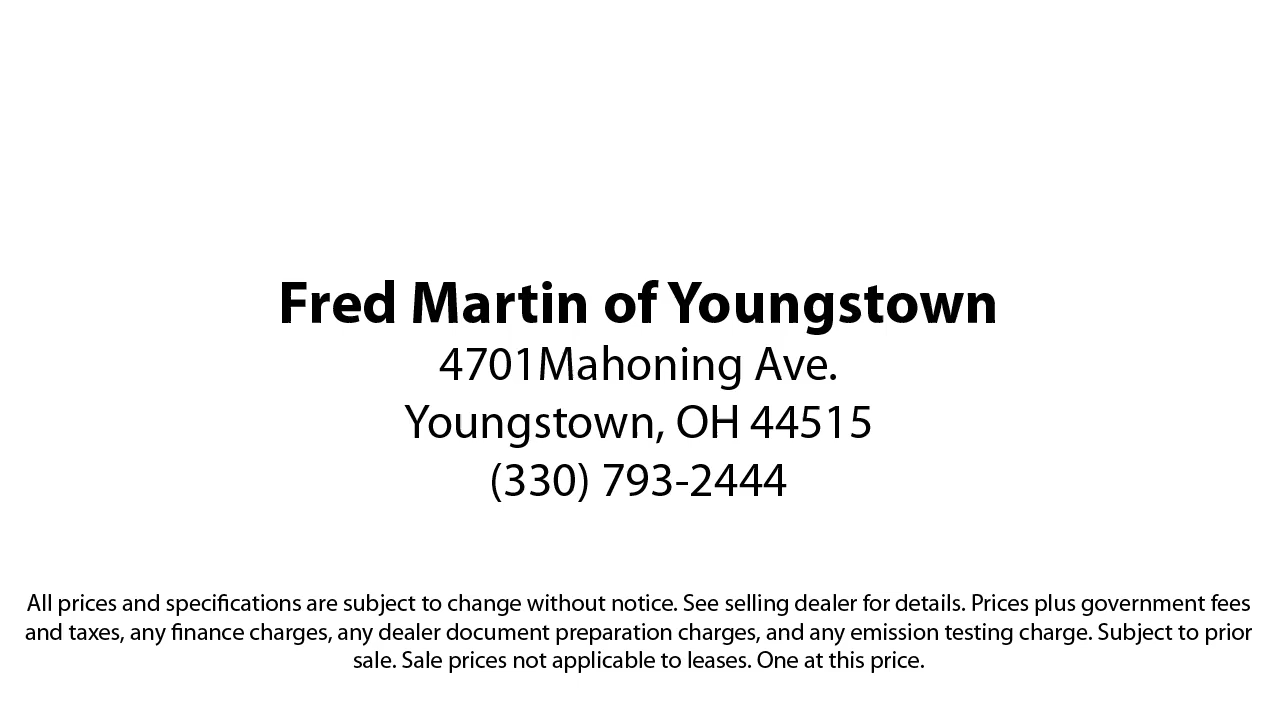 Fred Martin of Youngstown
4701Mahoning Ave.
Youngstown, OH 44515
(330) 793-2444
All prices and specifications are subject to change without notice. See selling dealer for details. Prices plus government fees
and taxes, any finance charges, any dealer document preparation charges, and any emission testing charge. Subject to prior
sale. Sale prices not applicable to leases. One at this price.